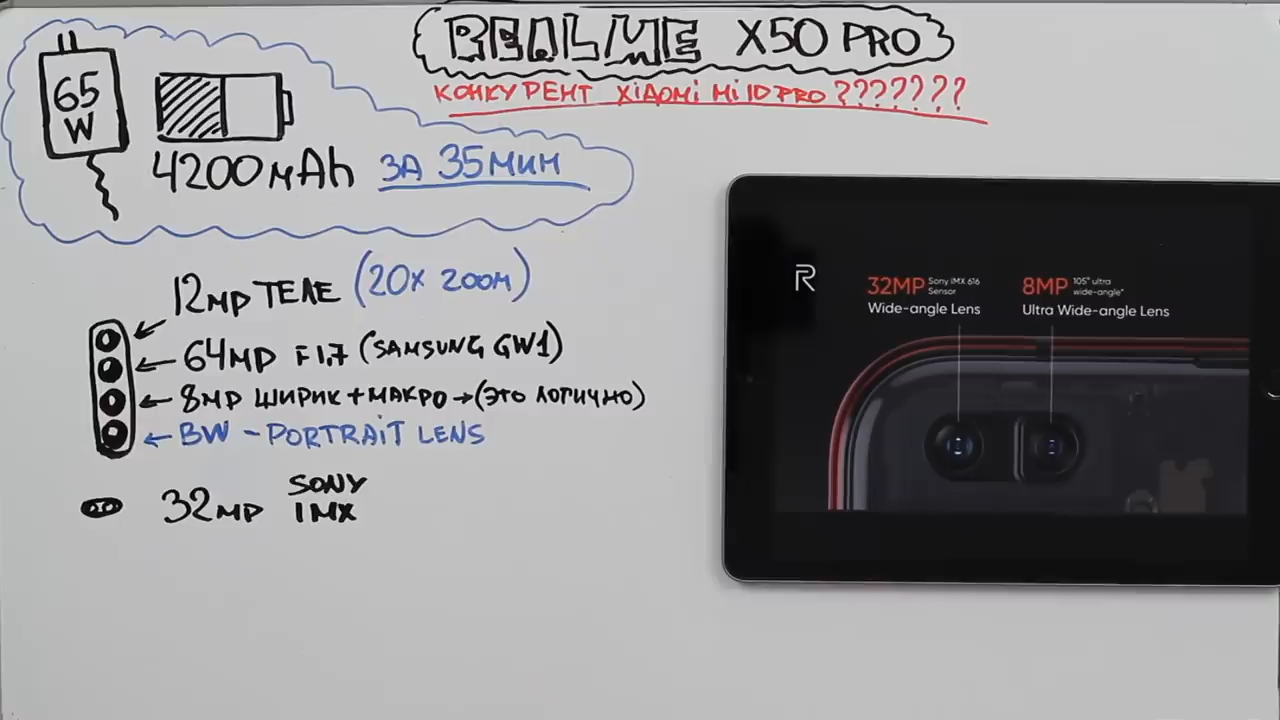 REALME X50 PRO
КОНКУРЕНТ XIAOMI MI 10 PRO ???????
65
W
4200 mAh ЗА 35 МИН
12MP ТЕЛЕ (20X ZOOM)
64MP F1,7 (SAMSUNG GW1)
8MP ШИРИК + МАКРО → (ЭТО ЛОГИЧНО)
BW - PORTRAIT LENS
32MP SONY
IMX
R
32MP Sony IMX 616
Sensor
Wide-angle Lens
8MP 105° ultra
wide-angle*
Ultra Wide-angle Lens